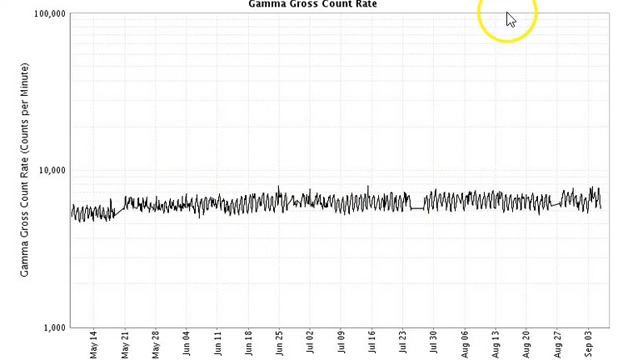 Gamma Gross Count Rate
100,000
10,000
1,000
Gamma Gross Count Rate (Counts per Minute)
May 14
May 21
May 28
Jun 04
Jun 11
Jun 18
Jun 25
Jul 02
Jul 09
Jul 16
Jul 23
Jul 30
Aug 06
Aug 13
Aug 20
Aug 27
Sep 03